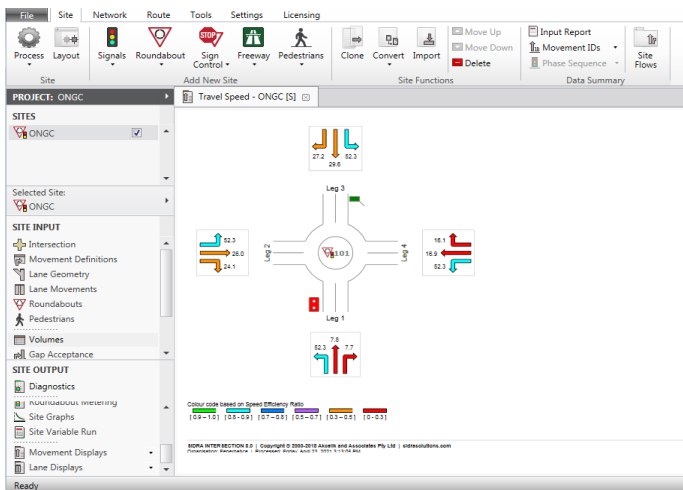 File Site Network Route Tools Settings Licensing
Process Layout Signals Roundabout Sign Control Freeway Pedestrians Clone Convert Import Move Up Move Down Delete Input Report Movement IDs Phase Sequence Site Flows
Site Add New Site Site Functions Data Summary
PROJECT: ONGC
Travel Speed - ONGC [S]
SITES
ONGC
Selected Site:
ONGC
SITE INPUT
Intersection
Movement Definitions
Lane Geometry
Lane Movements
Roundabouts
Pedestrians
Volumes
Gap Acceptance
SITE OUTPUT
Diagnostics
Roundabout Metering
Site Graphs
Site Variable Run
Movement Displays
Lane Displays
Ready
27.2 52.3
29.6
Leg 3
52.3
26.0
24.1
Leg 2
101
Leg 4
16.1
16.9
52.3
STOP
Leg 1
7.8
52.3 7.7
Colour code based on Speed Efficiency Ratio
[ 0.9 – 1.0 ] [ 0.8 – 0.9 ] [ 0.7 – 0.8 ] [ 0.5 – 0.7 ] [ 0.3 – 0.5 ] [ 0 – 0.3 ]
SIDRA INTERSECTION 8.0 | Copyright © 2000-2018 Akcelik and Associates Pty Ltd | sidrasolutions.com